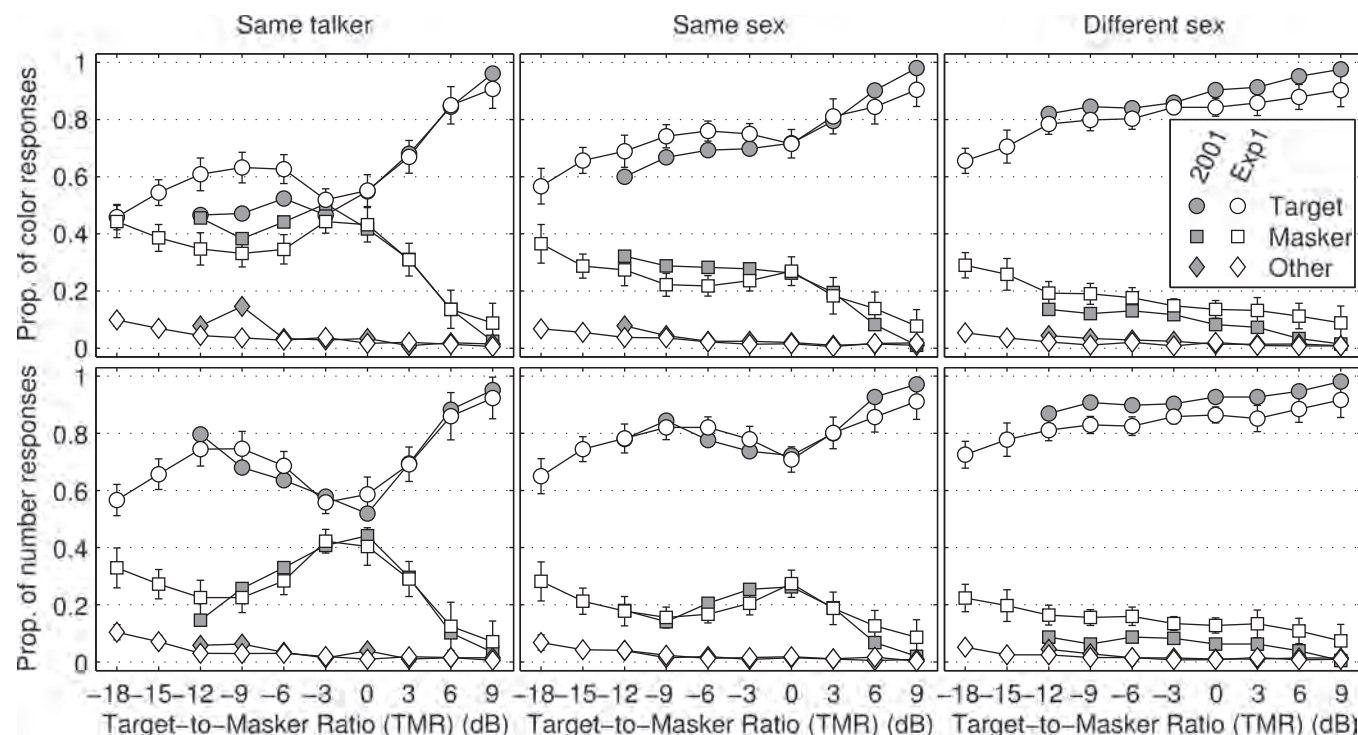 Same talker
Same sex
Different sex
Prop. of color responses
1
0.8
0.6
0.4
0.2
0
2001
Exp1
Target
Masker
Other
Prop. of number responses
1
0.8
0.6
0.4
0.2
0
−18 −15 −12 −9 −6 −3 0 3 6 9
−18 −15 −12 −9 −6 −3 0 3 6 9
−18 −15 −12 −9 −6 −3 0 3 6 9
Target−to−Masker Ratio (TMR) (dB)
Target−to−Masker Ratio (TMR) (dB)
Target−to−Masker Ratio (TMR) (dB)